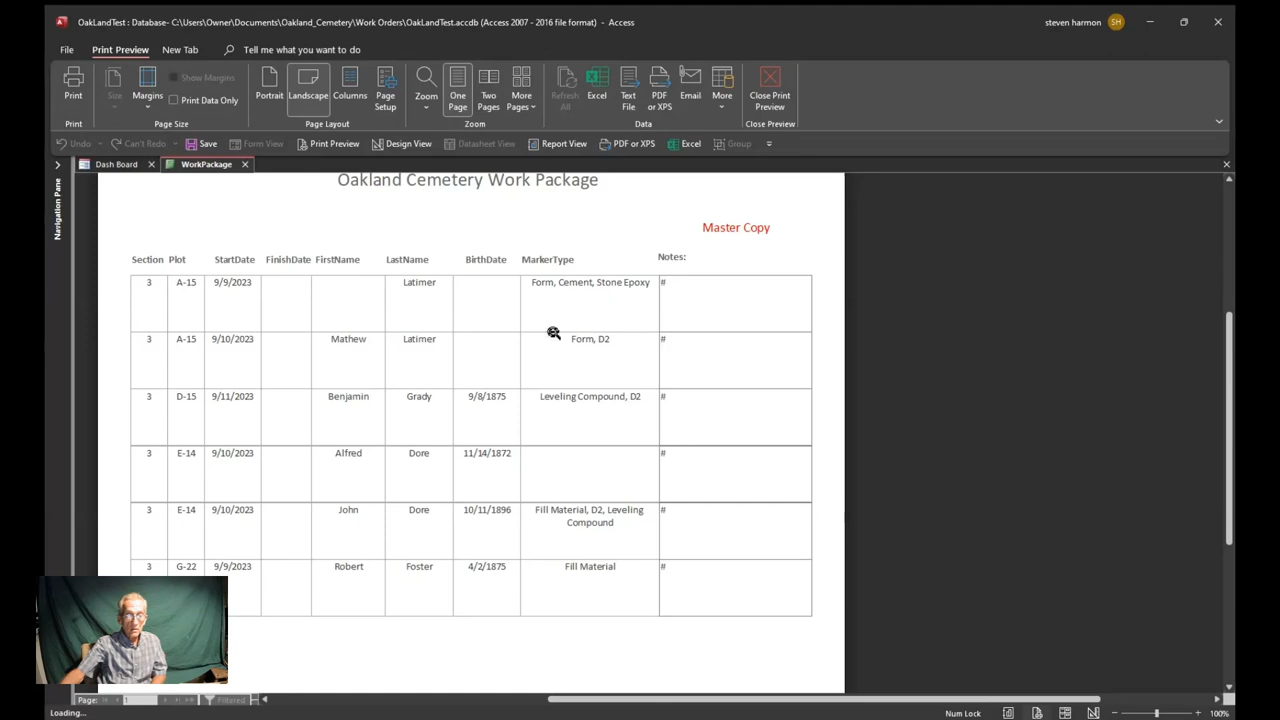 OakLandTest : Database- C:\Users\Owner\Documents\Oakland_Cemetery\Work Orders\OakLandTest.accdb (Access 2007 - 2016 file format) - Access
steven harmon SH
File Print Preview New Tab Tell me what you want to do
Print Size Margins Show Margins Print Data Only Portrait Landscape Columns Page Setup Zoom One Page Two Pages More Pages Refresh All Excel Text File PDF or XPS Email More Close Print Preview
Print Page Size Page Layout Zoom Data Close Preview
Undo Can't Redo Save Form View Print Preview Design View Datasheet View Report View PDF or XPS Excel Group
Dash Board WorkPackage
Navigation Pane
Oakland Cemetery Work Package
Master Copy
Section Plot StartDate FinishDate FirstName LastName BirthDate MarkerType Notes:
3 A-15 9/9/2023 Latimer Form, Cement, Stone Epoxy #
3 A-15 9/10/2023 Mathew Latimer Form, D2 #
3 D-15 9/11/2023 Benjamin Grady 9/8/1875 Leveling Compound, D2 #
3 E-14 9/10/2023 Alfred Dore 11/14/1872 #
3 E-14 9/10/2023 John Dore 10/11/1896 Fill Material, D2, Leveling
Compound #
3 G-22 9/9/2023 Robert Foster 4/2/1875 Fill Material #
Page: 1 Filtered
Loading... Num Lock 100%